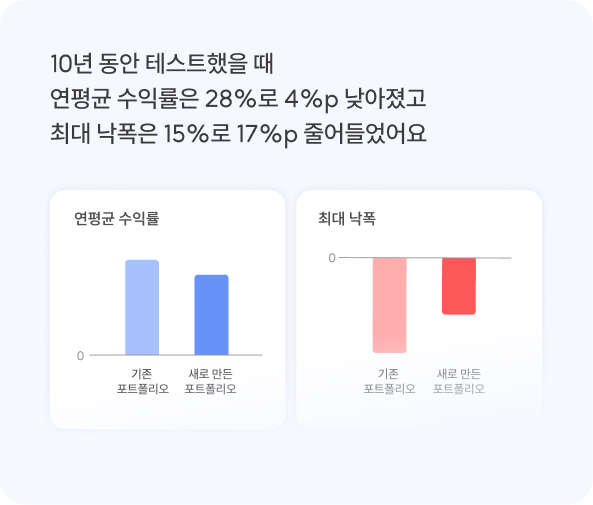 10년 동안 테스트했을 때
연평균 수익률은 28%로 4%p 낮아졌고
최대 낙폭은 15%로 17%p 줄어들었어요
연평균 수익률
0
기존
포트폴리오
새로 만든
포트폴리오
최대 낙폭
0
기존
포트폴리오
새로 만든
포트폴리오